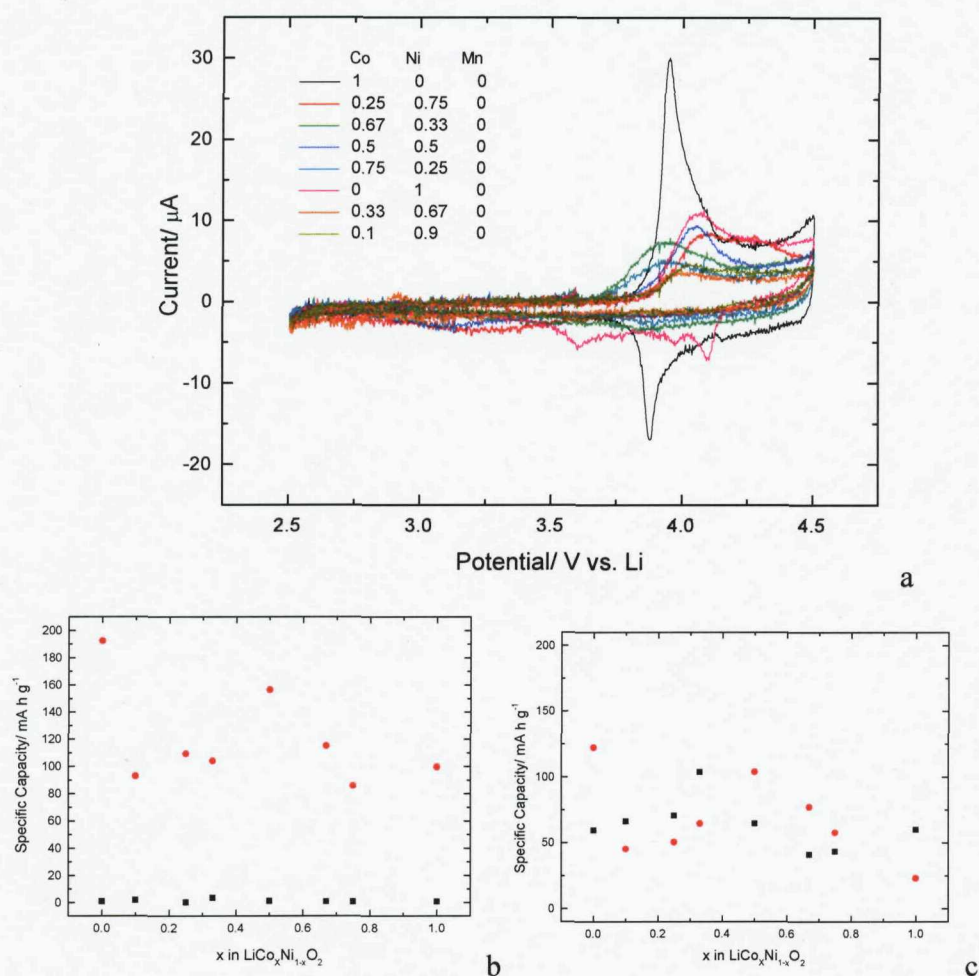 Co Ni Mn
1 0 0
0.25 0.75 0
0.67 0.33 0
0.5 0.5 0
0.75 0.25 0
0 1 0
0.33 0.67 0
0.1 0.9 0
30
20
10
0
-10
-20
Current/ μA
2.5 3.0 3.5 4.0 4.5
Potential/ V vs. Li
a
200
180
160
140
120
100
80
60
40
20
0
Specific Capacity/ mA h g⁻¹
0.0 0.2 0.4 0.6 0.8 1.0
x in LiCoₓNi₁₋ₓO₂
b
200
150
100
50
0
Specific Capacity/ mA h g⁻¹
0.0 0.2 0.4 0.6 0.8 1.0
x in LiCoₓNi₁₋ₓO₂
c